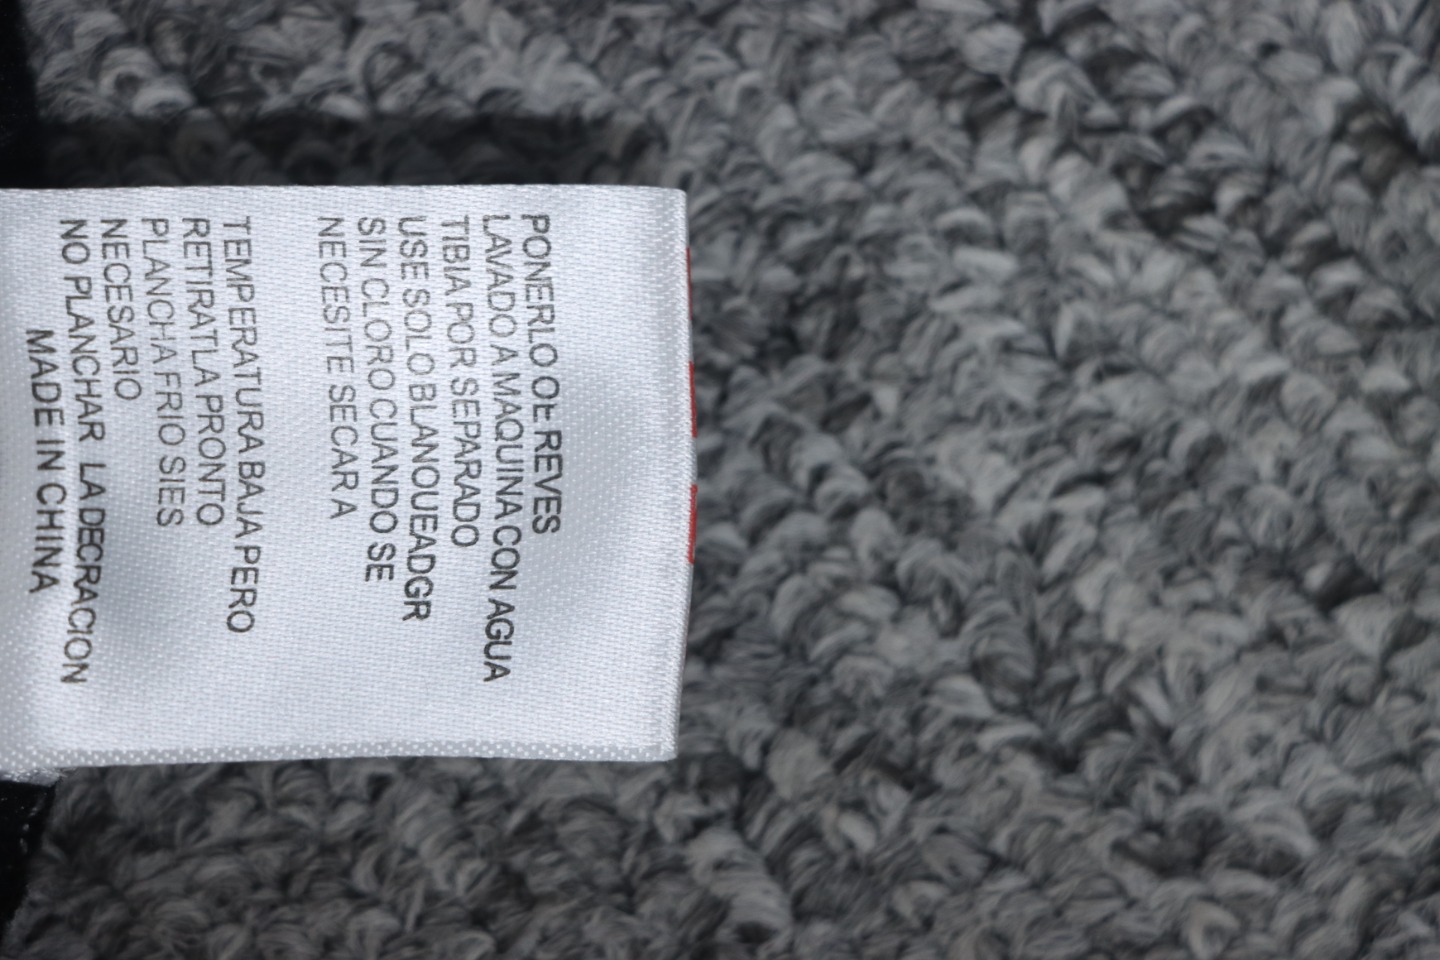 PONERLO OE REVES
LAVADO A MAQUINA CON AGUA
TIBIA POR SEPARADO
USE SOLO BLANQUEADGR
SIN CLORO CUANDO SE
NECESITE SECAR A
TEMPERATURA BAJA PERO
RETIRATLA PRONTO
PLANCHA FRIO SIES
NECESARIO
NO PLANCHAR LA DECRACION
MADE IN CHINA